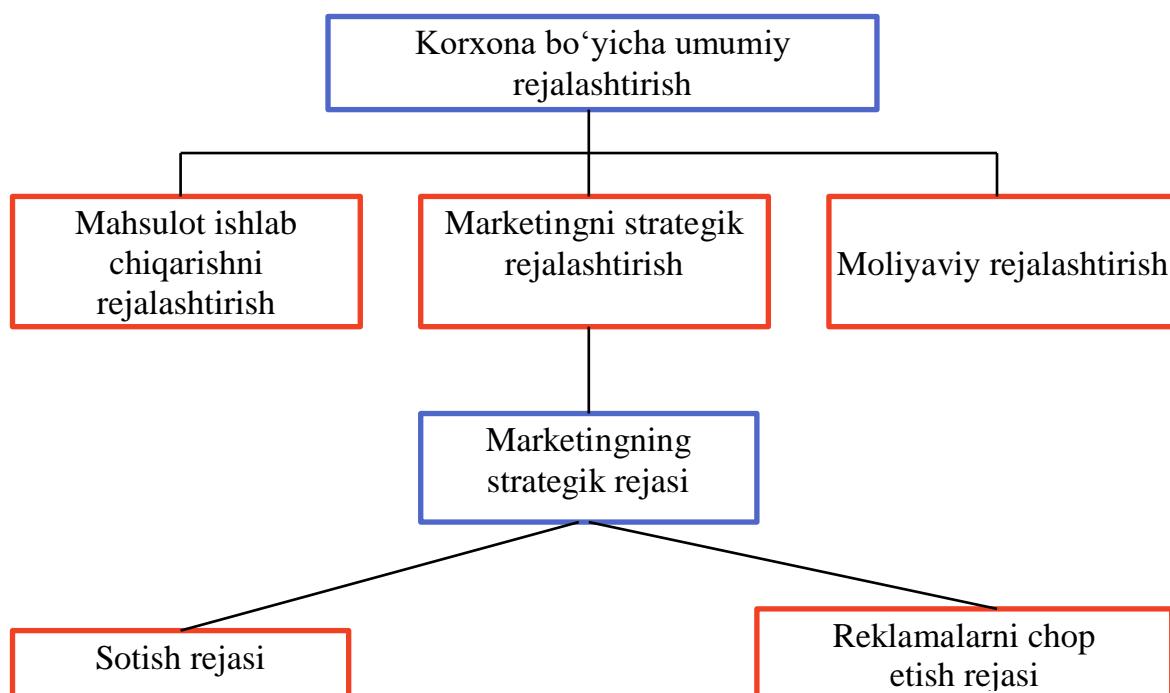 Korxona bo‘yicha umumiy
rejalashtirish
Mahsulot ishlab
chiqarishni
rejalashtirish
Marketingni strategik
rejalashtirish
Moliyaviy rejalashtirish
Marketingning
strategik rejasi
Sotish rejasi
Reklamalarni chop
etish rejasi